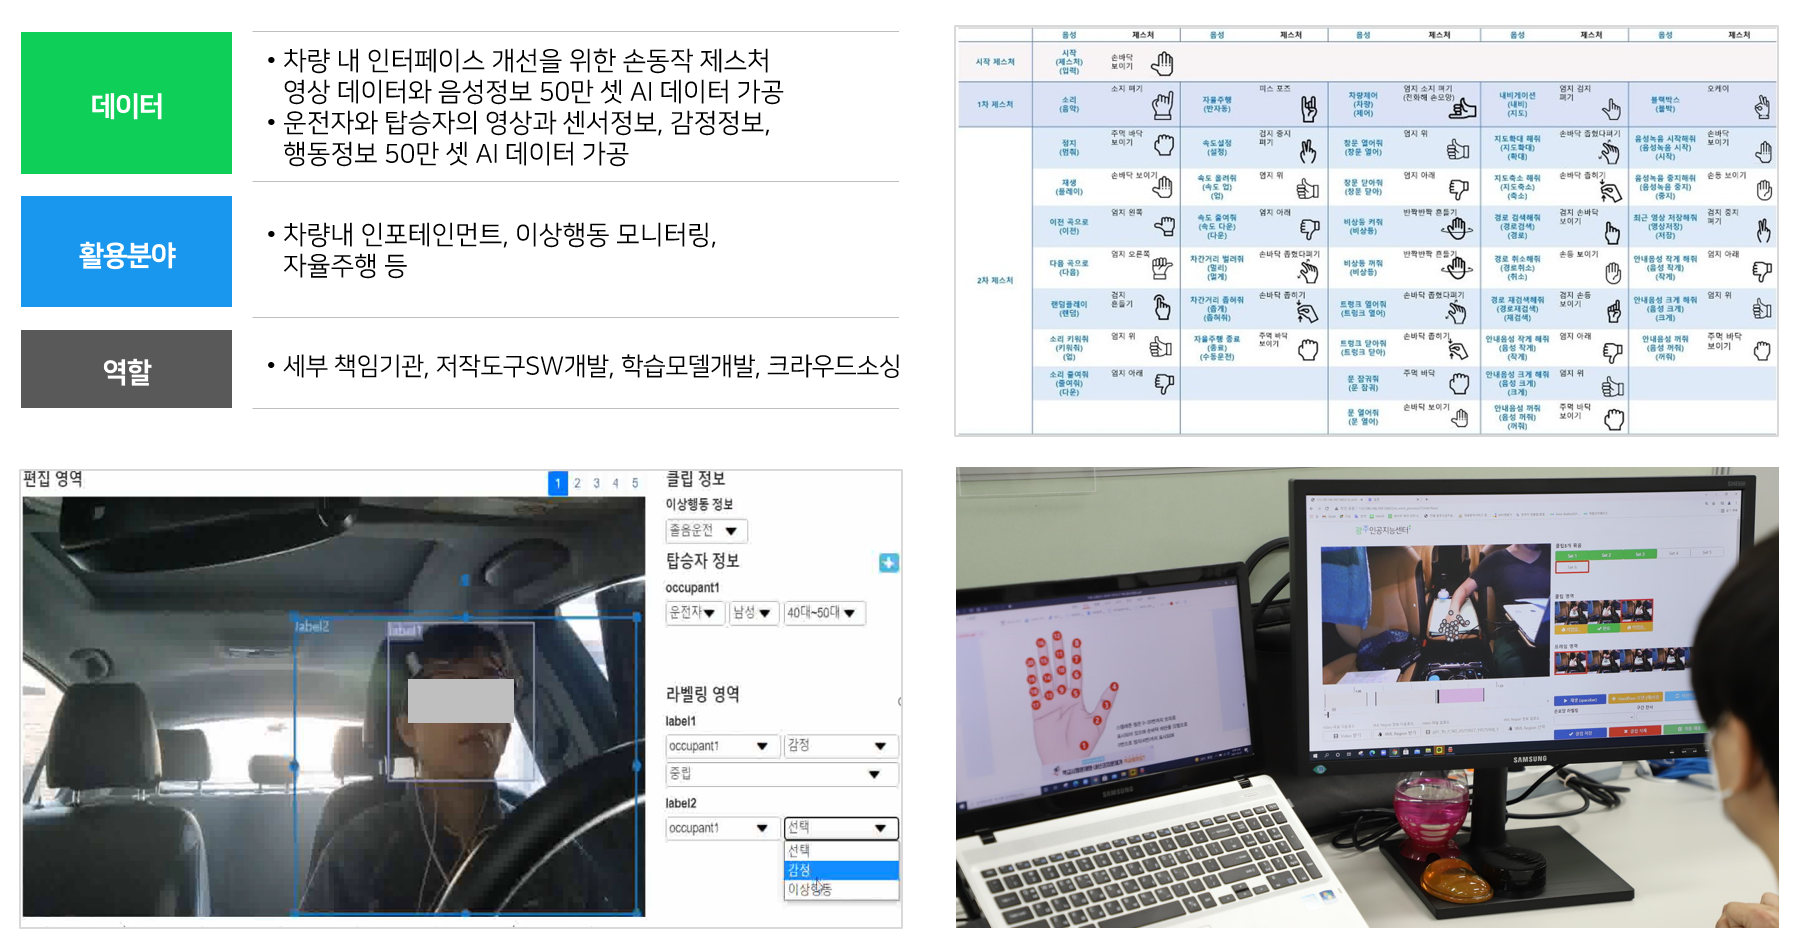 데이터
• 차량 내 인터페이스 개선을 위한 손동작 제스처
영상 데이터와 음성정보 50만 셋 AI 데이터 가공
• 운전자와 탑승자의 영상과 센서정보, 감정정보,
행동정보 50만 셋 AI 데이터 가공
활용분야
• 차량내 인포테인먼트, 이상행동 모니터링,
자율주행 등
역할
• 세부 책임기관, 저작도구SW개발, 학습모델개발, 크라우드소싱
음성 제스처 음성 제스처 음성 제스처 음성 제스처 음성 제스처
시작 제스처
시작
(제스처)
(입력)
손바닥
보이기
1차 제스처
소리
(음악)
소지 펴기
자율주행
(반자동)
피스 포즈
차량제어
(차량)
(제어)
엄지 소지 펴기
(전화해 손모양)
내비게이션
(내비)
(지도)
엄지 검지
펴기
블랙박스
(블박)
오케이
2차 제스처
정지
(멈춰)
주먹 바닥
보이기
속도설정
(설정)
검지 중지
펴기
창문 열어줘
(창문 열어)
엄지 위
지도확대 해줘
(지도확대)
(확대)
손바닥 좁혔다펴기
음성녹음 시작해줘
(음성녹음 시작)
(시작)
손바닥
보이기
재생
(플레이)
손바닥 보이기
속도 올려줘
(속도 업)
(업)
엄지 위
창문 닫아줘
(창문 닫아)
엄지 아래
지도축소 해줘
(지도축소)
(축소)
손바닥 좁히기
음성녹음 중지해줘
(음성녹음 중지)
(중지)
손등 보이기
이전 곡으로
(이전)
엄지 왼쪽
속도 줄여줘
(속도 다운)
(다운)
엄지 아래
비상등 켜줘
(비상등)
반짝반짝 흔들기
경로 검색해줘
(경로검색)
(경로)
검지 손바닥
보이기
최근 영상 저장해줘
(영상저장)
(저장)
검지 중지
펴기
다음 곡으로
(다음)
엄지 오른쪽
차간거리 벌려줘
(멀리)
(멀게)
손바닥 좁혔다펴기
비상등 꺼줘
(비상등)
반짝반짝 흔들기
경로 취소해줘
(경로취소)
(취소)
손등 보이기
안내음성 작게 해줘
(음성 작게)
(작게)
엄지 아래
랜덤플레이
(랜덤)
검지
흔들기
차간거리 좁혀줘
(좁게)
(좁혀줘)
손바닥 좁히기
트렁크 열어줘
(트렁크 열어)
손바닥 좁혔다펴기
경로 재검색해줘
(경로재검색)
(재검색)
검지 손등
보이기
안내음성 크게 해줘
(음성 크게)
(크게)
엄지 위
소리 키워줘
(키워줘)
(업)
엄지 위
자율주행 종료
(종료)
(수동운전)
주먹 바닥
보이기
트렁크 닫아줘
(트렁크 닫아)
손바닥 좁히기
안내음성 작게 해줘
(음성 작게)
(작게)
엄지 아래
안내음성 꺼줘
(음성 꺼줘)
(꺼줘)
주먹 바닥
보이기
소리 줄여줘
(줄여줘)
(다운)
엄지 아래
문 잠궈줘
(문 잠궈)
주먹 바닥
안내음성 크게 해줘
(음성 크게)
(크게)
엄지 위
문 열어줘
(문 열어)
손바닥 보이기
안내음성 꺼줘
(음성 꺼줘)
(꺼줘)
주먹 바닥
보이기
편집 영역
1 2 3 4 5
label2
label1
클립 정보
이상행동 정보
졸음운전
탑승자 정보
occupant1
운전자 남성 40대~50대
라벨링 영역
label1
occupant1 감정
중립
label2
occupant1 선택
선택
감정
이상행동
광주인공지능센터
SAMSUNG
SAMSUNG